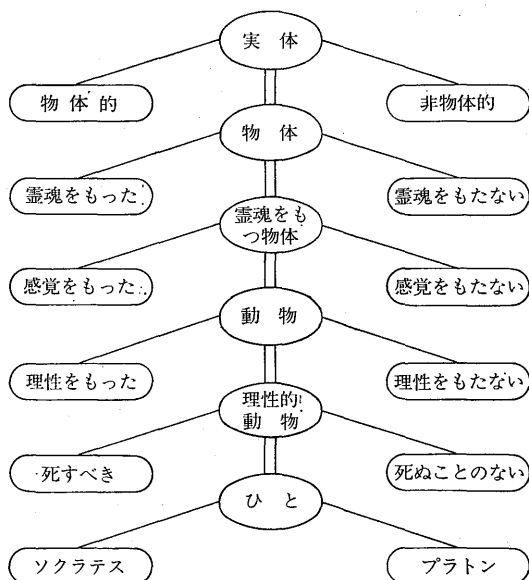 実体
物体的
非物体的
物体
霊魂をもった
霊魂をもたない
霊魂をも
つ物体
感覚をもった
感覚をもたない
動物
理性をもった
理性をもたない
理性的
動物
死すべき
死ぬことのない
ひと
ソクラテス
プラトン